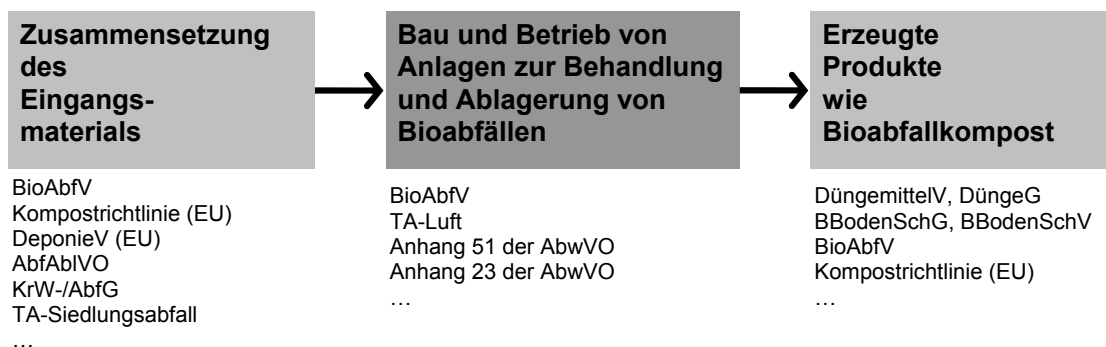 Zusammensetzung
des
Eingangs-
materials
BioAbfV
Kompostrichtlinie (EU)
DeponieV (EU)
AbfAblVO
KrW-/AbfG
TA-Siedlungsabfall
…
Bau und Betrieb von
Anlagen zur Behandlung
und Ablagerung von
Bioabfällen
BioAbfV
TA-Luft
Anhang 51 der AbwVO
Anhang 23 der AbwVO
…
Erzeugte
Produkte
wie
Bioabfallkompost
DüngemittelV, DüngeG
BBodenSchG, BBodenSchV
BioAbfV
Kompostrichtlinie (EU)
…